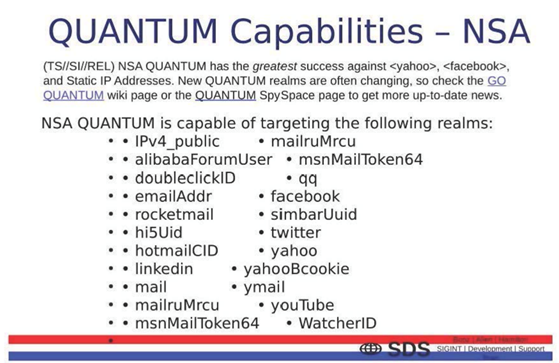 QUANTUM Capabilities – NSA
(TS//SI//REL) NSA QUANTUM has the greatest success against <yahoo>, <facebook>,
and Static IP Addresses. New QUANTUM realms are often changing, so check the GO
QUANTUM wiki page or the QUANTUM SpySpace page to get more up-to-date news.
NSA QUANTUM is capable of targeting the following realms:
• • IPv4_public • mailruMrcu
• • alibabaForumUser • msnMailToken64
• • doubleclickID • qq
• • emailAddr • facebook
• • rocketmail • simbarUuid
• • hi5Uid • twitter
• • hotmailCID • yahoo
• • linkedin • yahooBcookie
• • mail • ymail
• • mailruMrcu • youTube
• • msnMailToken64 • WatcherID
•
Booz | Allen | Hamilton
SDS SIGINT | Development | Support